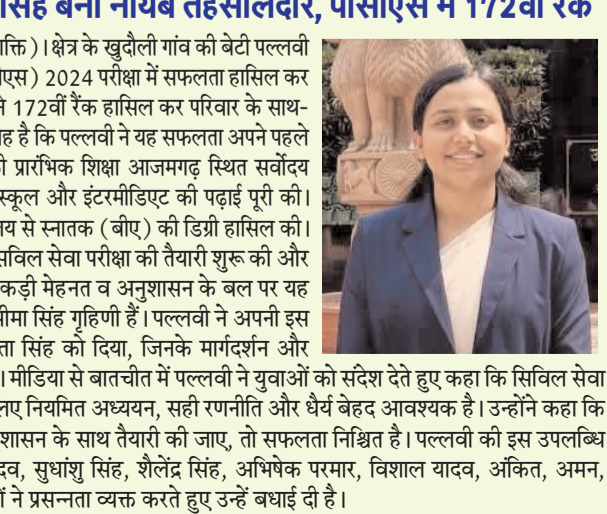 सिंह बनीं नायब तहसीलदार, पीसीएस में 172वीं रैंक
)। क्षेत्र के खुदौली गांव की बेटी पल्लवी
) 2024 परीक्षा में सफलता हासिल कर
172वीं रैंक हासिल कर परिवार के साथ-
है कि पल्लवी ने यह सफलता अपने पहले
प्रारंभिक शिक्षा आजमगढ़ स्थित सर्वोदय
स्कूल और इंटरमीडिएट की पढ़ाई पूरी की।
से स्नातक (बीए) की डिग्री हासिल की।
सिविल सेवा परीक्षा की तैयारी शुरू की और
कड़ी मेहनत व अनुशासन के बल पर यह
सिंह गृहिणी हैं। पल्लवी ने अपनी इस
सिंह को दिया, जिनके मार्गदर्शन और
। मीडिया से बातचीत में पल्लवी ने युवाओं को संदेश देते हुए कहा कि सिविल सेवा
नियमित अध्ययन, सही रणनीति और धैर्य बेहद आवश्यक है। उन्होंने कहा कि
के साथ तैयारी की जाए, तो सफलता निश्चित है। पल्लवी की इस उपलब्धि
सुधांशु सिंह, शैलेंद्र सिंह, अभिषेक परमार, विशाल यादव, अंकित, अमन,
ने प्रसन्नता व्यक्त करते हुए उन्हें बधाई दी है।